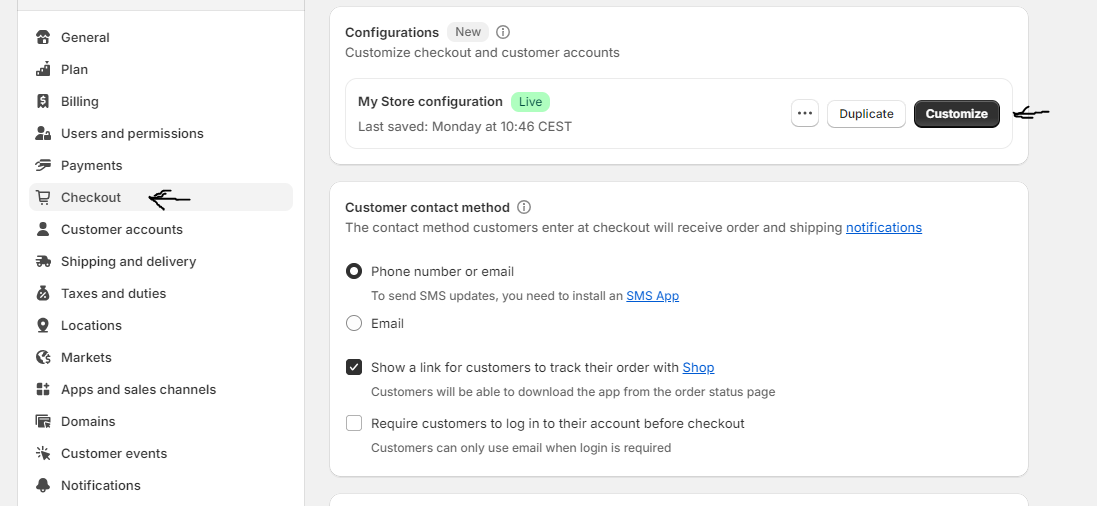 General
Plan
Billing
Users and permissions
Payments
Checkout
Customer accounts
Shipping and delivery
Taxes and duties
Locations
Markets
Apps and sales channels
Domains
Customer events
Notifications
Configurations New
Customize checkout and customer accounts
My Store configuration Live
Last saved: Monday at 10:46 CEST
Duplicate Customize
Customer contact method
The contact method customers enter at checkout will receive order and shipping notifications
Phone number or email
To send SMS updates, you need to install an SMS App
Email
Show a link for customers to track their order with Shop
Customers will be able to download the app from the order status page
Require customers to log in to their account before checkout
Customers can only use email when login is required